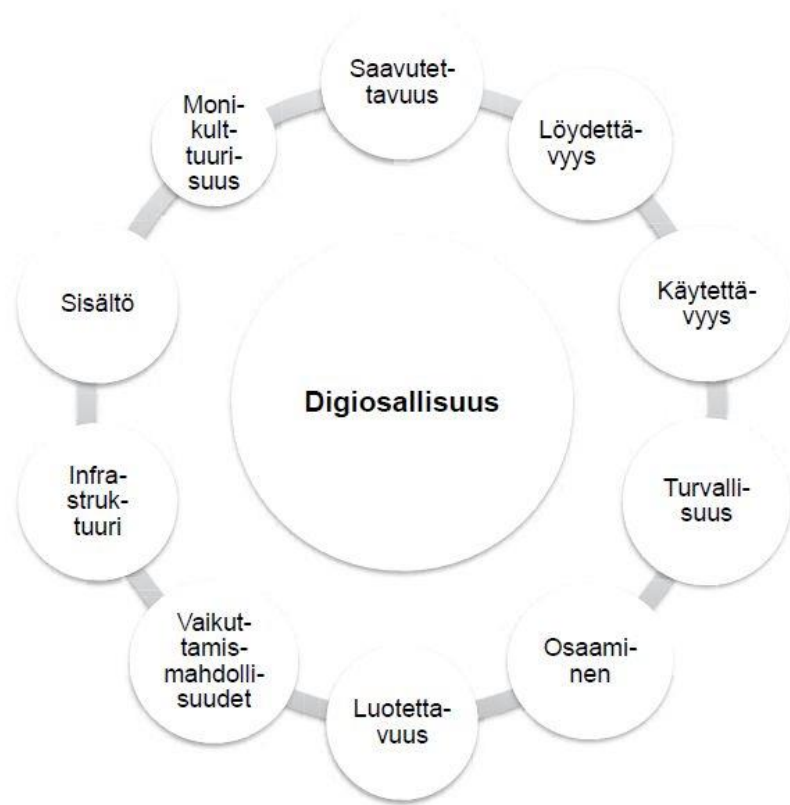 Saavutet-
tavuus
Löydettä-
vyys
Käytettä-
vyys
Turvalli-
suus
Osaami-
nen
Luotetta-
vuus
Vaikut-
tamis-
mahdolli-
suudet
Infra-
struk-
tuuri
Sisältö
Moni-
kult-
tuuri-
suus
Digiosallisuus